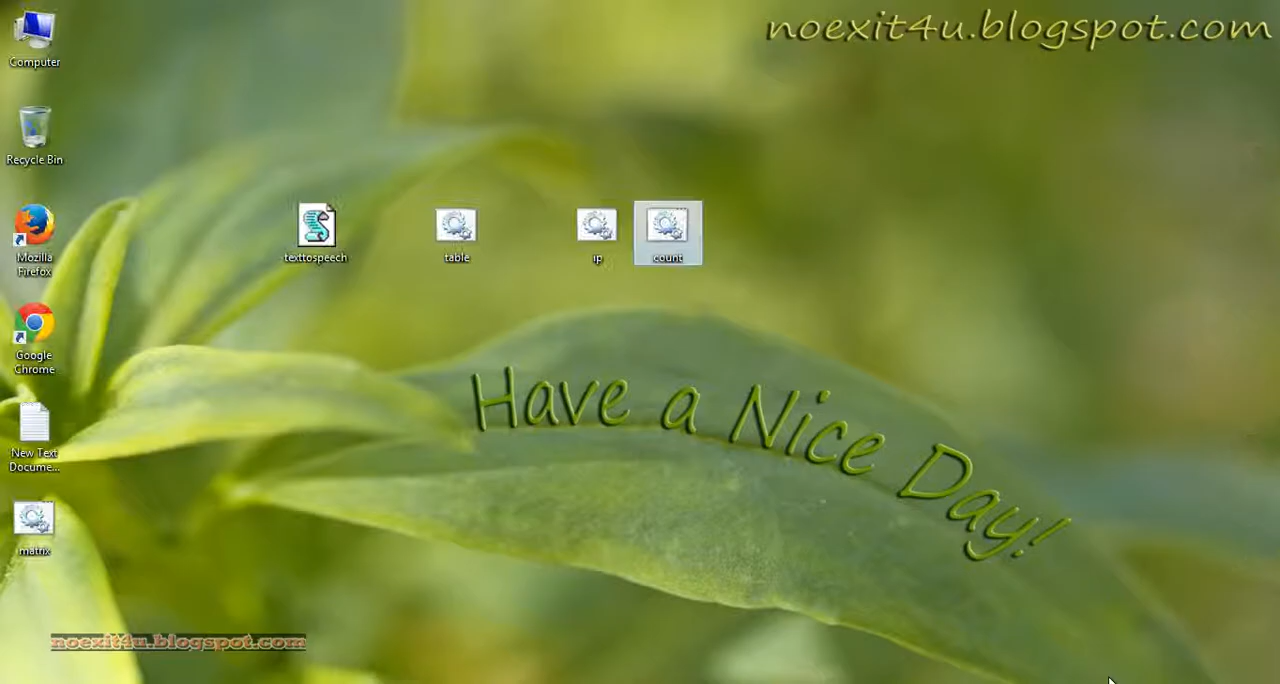 noexit4u.blogspot.com
Computer
Recycle Bin
Mozilla
Firefox
Google
Chrome
New Text
Docume...
matrix
texttospeech
table
ip
count
Have a Nice Day!
noexit4u.blogspot.com